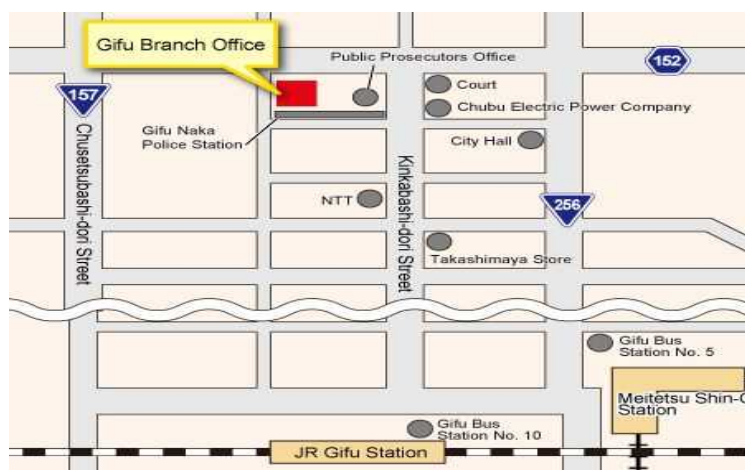 Gifu Branch Office
Public Prosecutors Office
152
157
Court
Chubu Electric Power Company
Gifu Naka
Police Station
City Hall
Chusetsubashi-dori Street
Kinkabashi-dori Street
NTT
256
Takashimaya Store
Gifu Bus
Station No. 5
Meitetsu Shin-
Station
Gifu Bus
Station No. 10
JR Gifu Station